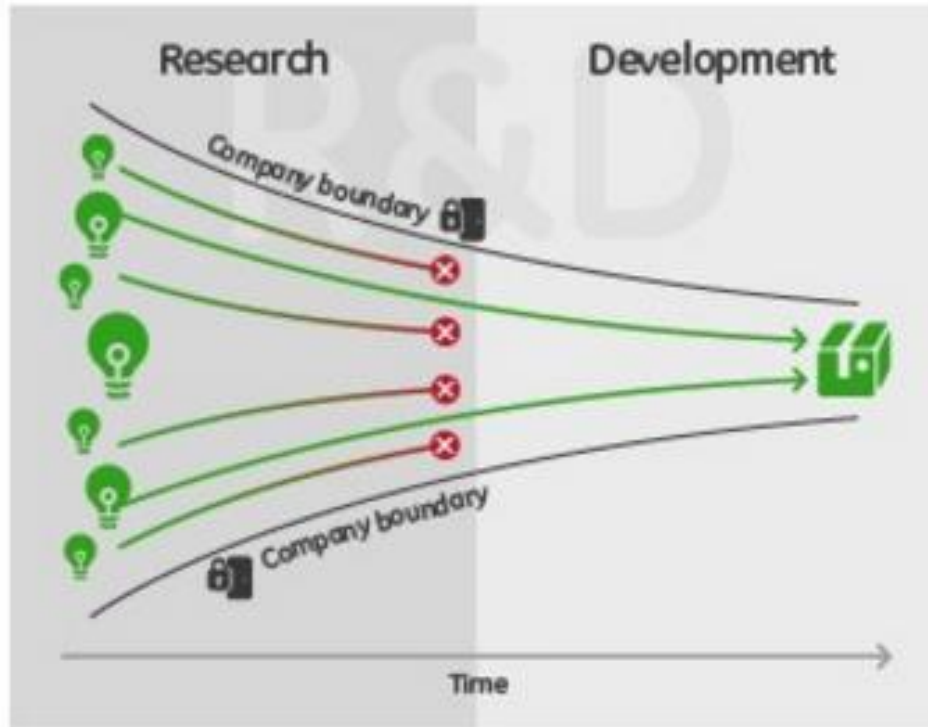 Research
Development
R&D
Company boundary
Company boundary
Time